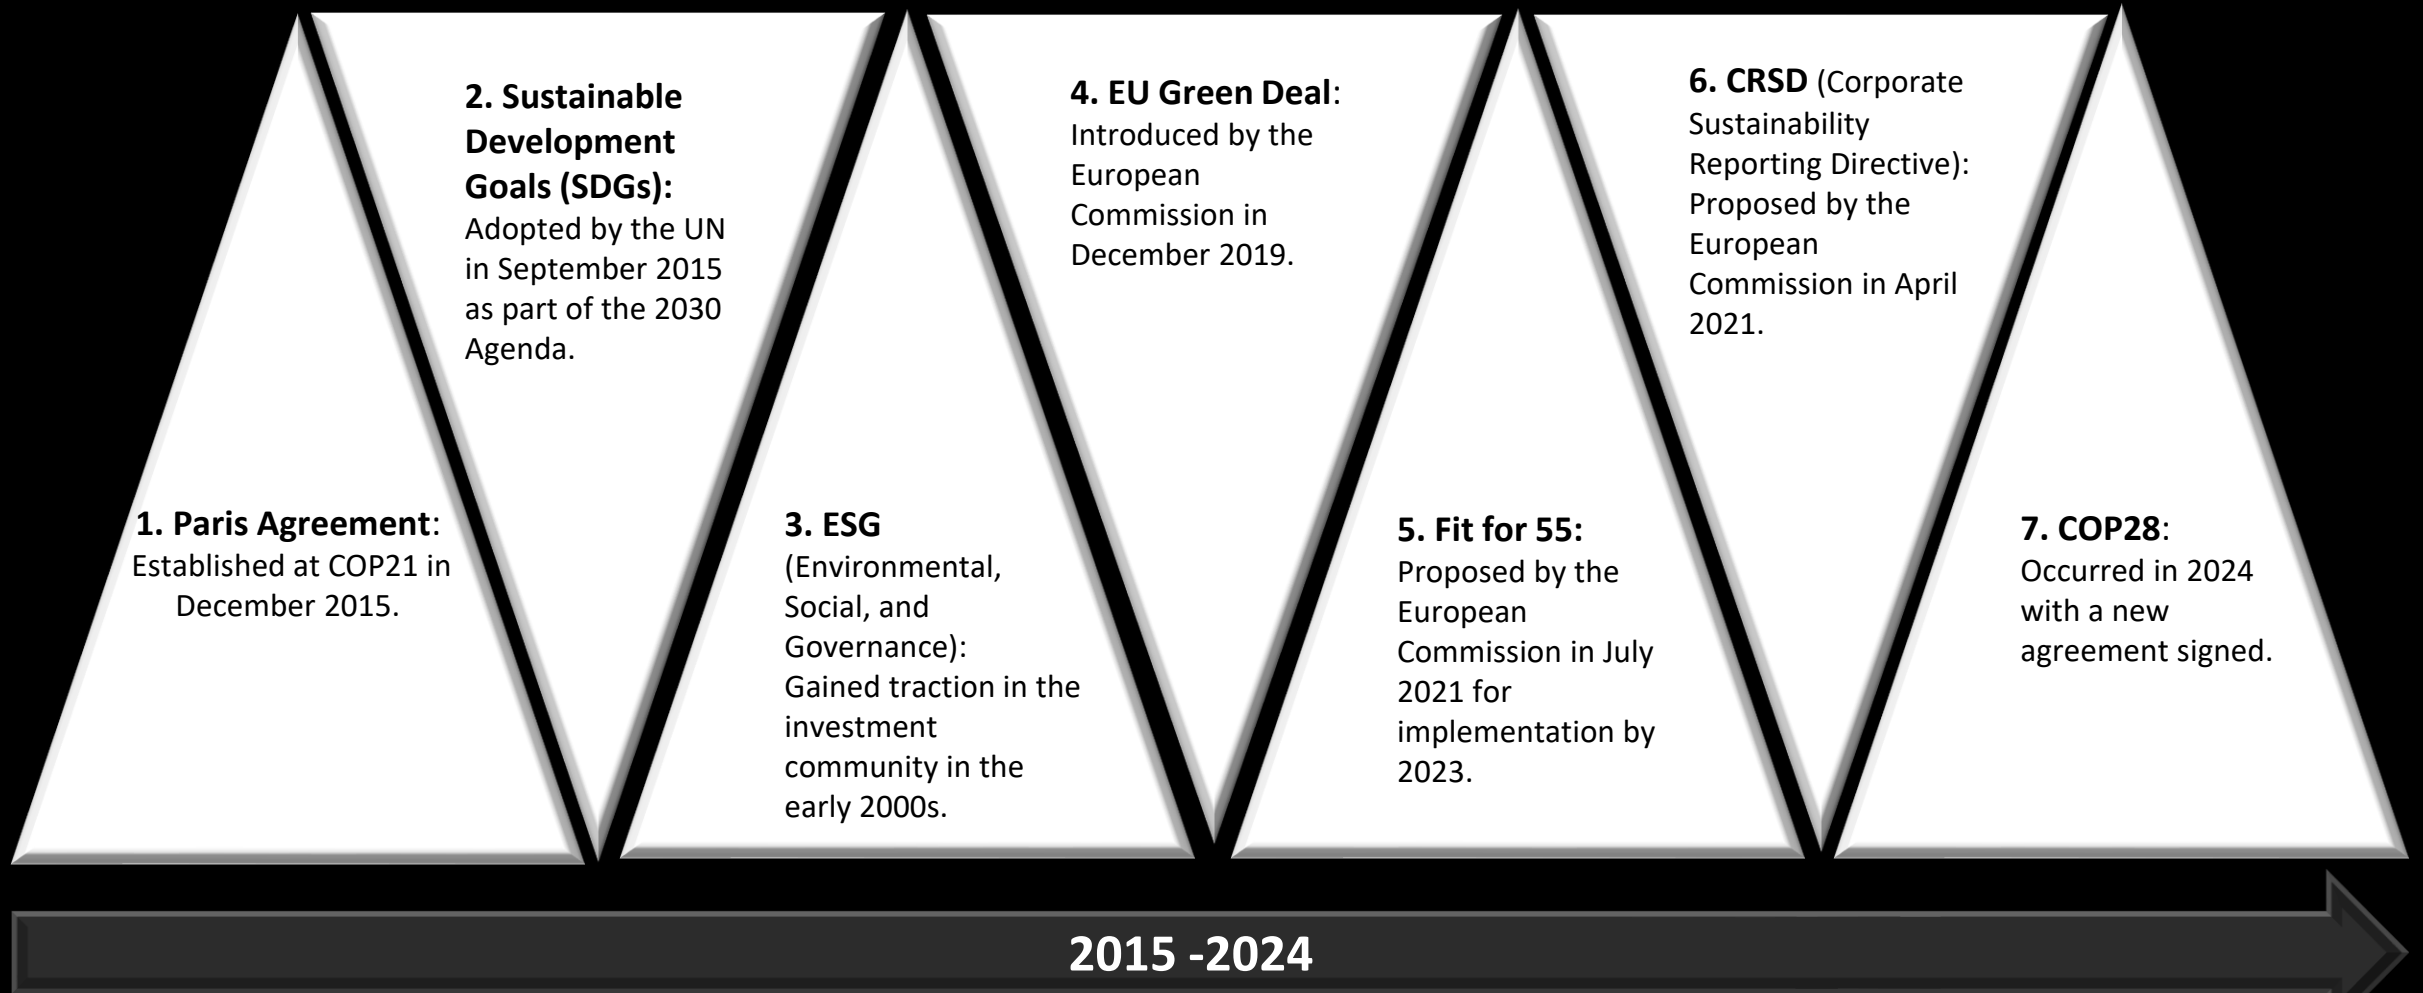 1. Paris Agreement:
Established at COP21 in
December 2015.
2. Sustainable
Development
Goals (SDGs):
Adopted by the UN
in September 2015
as part of the 2030
Agenda.
3. ESG
(Environmental,
Social, and
Governance):
Gained traction in the
investment
community in the
early 2000s.
4. EU Green Deal:
Introduced by the
European
Commission in
December 2019.
5. Fit for 55:
Proposed by the
European
Commission in July
2021 for
implementation by
2023.
6. CRSD (Corporate
Sustainability
Reporting Directive):
Proposed by the
European
Commission in April
2021.
7. COP28:
Occurred in 2024
with a new
agreement signed.
2015 -2024